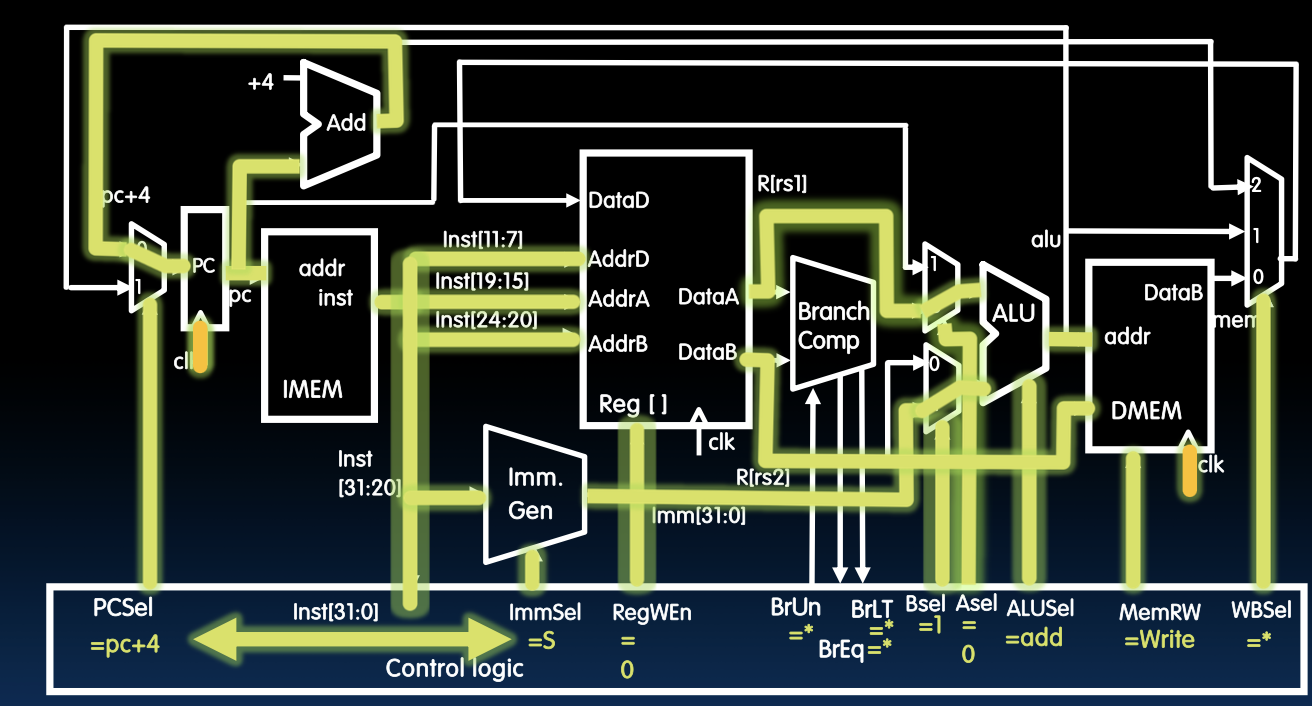 +4
Add
pc+4
0
1
PC
pc
clk
addr
inst
IMEM
Inst[11:7]
Inst[19:15]
Inst[24:20]
DataD
AddrD
AddrA
AddrB
DataA
DataB
Reg [ ]
clk
R[rs1]
R[rs2]
Branch
Comp
1
0
ALU
alu
DataB
addr
DMEM
clk
2
1
0
mem
Inst
[31:20]
Imm.
Gen
Imm[31:0]
PCSel
=pc+4
Inst[31:0]
Control logic
ImmSel
=S
RegWEn
=
0
BrUn
=*
BrLT
=*
BrEq =*
Bsel
=1
Asel
=
0
ALUSel
=add
MemRW
=Write
WBSel
=*